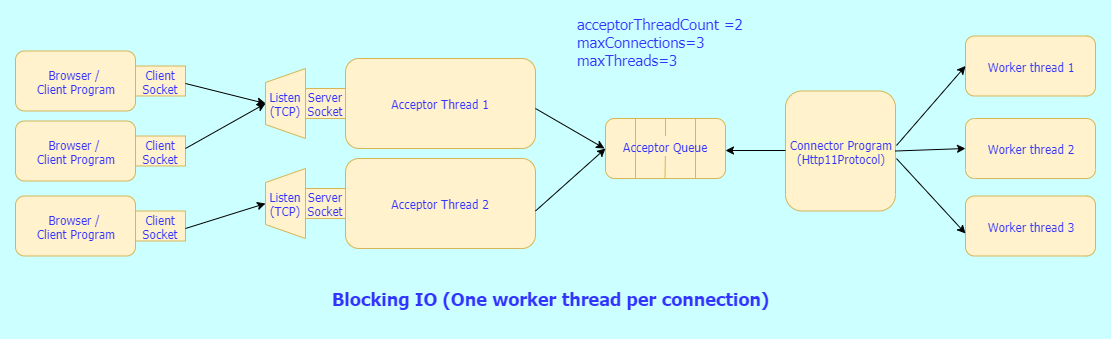 acceptorThreadCount =2
maxConnections=3
maxThreads=3
Browser /
Client Program
Client
Socket
Browser /
Client Program
Client
Socket
Browser /
Client Program
Client
Socket
Listen
(TCP)
Server
Socket
Acceptor Thread 1
Listen
(TCP)
Server
Socket
Acceptor Thread 2
Acceptor Queue
Connector Program
(Http11Protocol)
Worker thread 1
Worker thread 2
Worker thread 3
Blocking IO (One worker thread per connection)